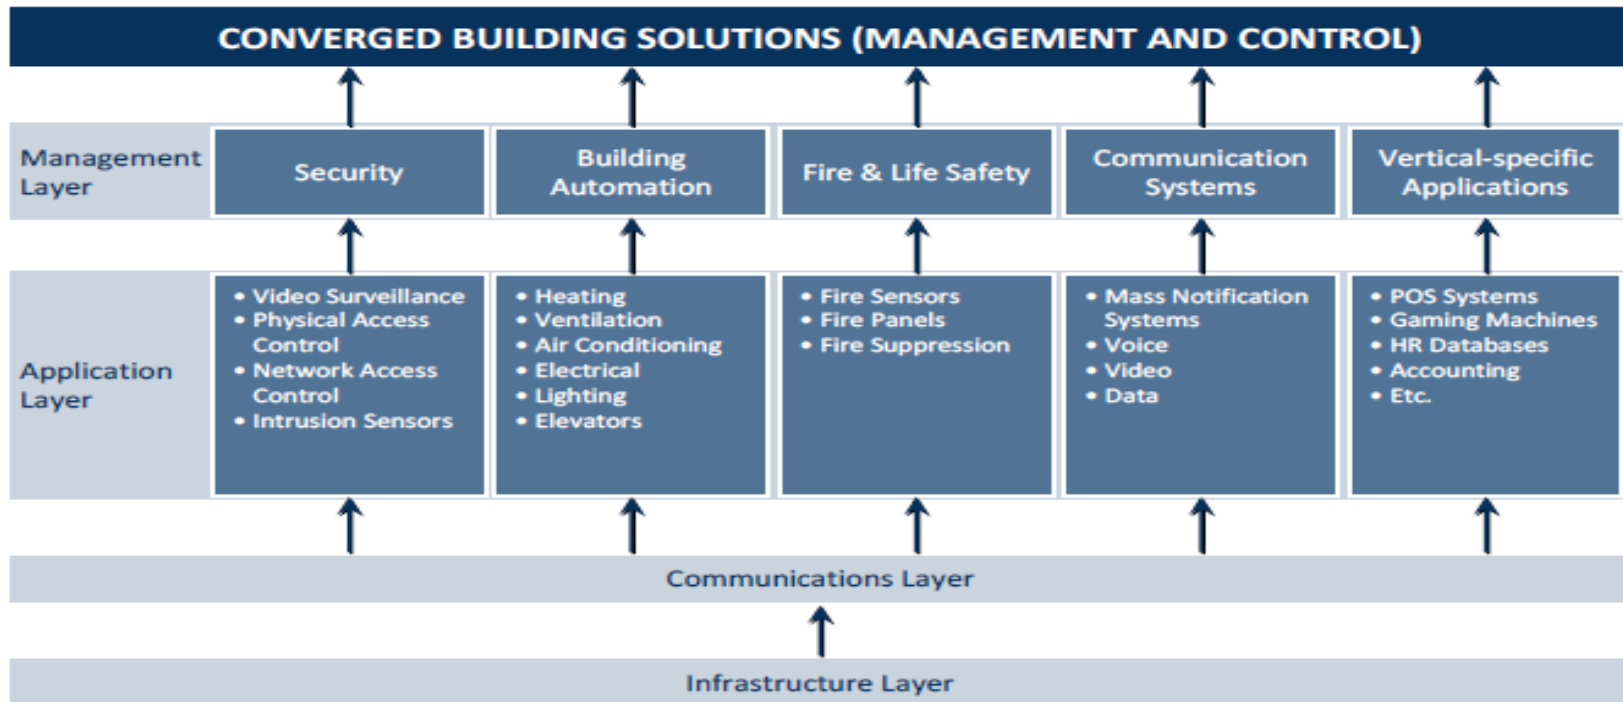 CONVERGED BUILDING SOLUTIONS (MANAGEMENT AND CONTROL)
Management
Layer
Security
Building
Automation
Fire & Life Safety
Communication
Systems
Vertical-specific
Applications
Application
Layer
• Video Surveillance
• Physical Access
Control
• Network Access
Control
• Intrusion Sensors
• Heating
• Ventilation
• Air Conditioning
• Electrical
• Lighting
• Elevators
• Fire Sensors
• Fire Panels
• Fire Suppression
• Mass Notification
Systems
• Voice
• Video
• Data
• POS Systems
• Gaming Machines
• HR Databases
• Accounting
• Etc.
Communications Layer
Infrastructure Layer